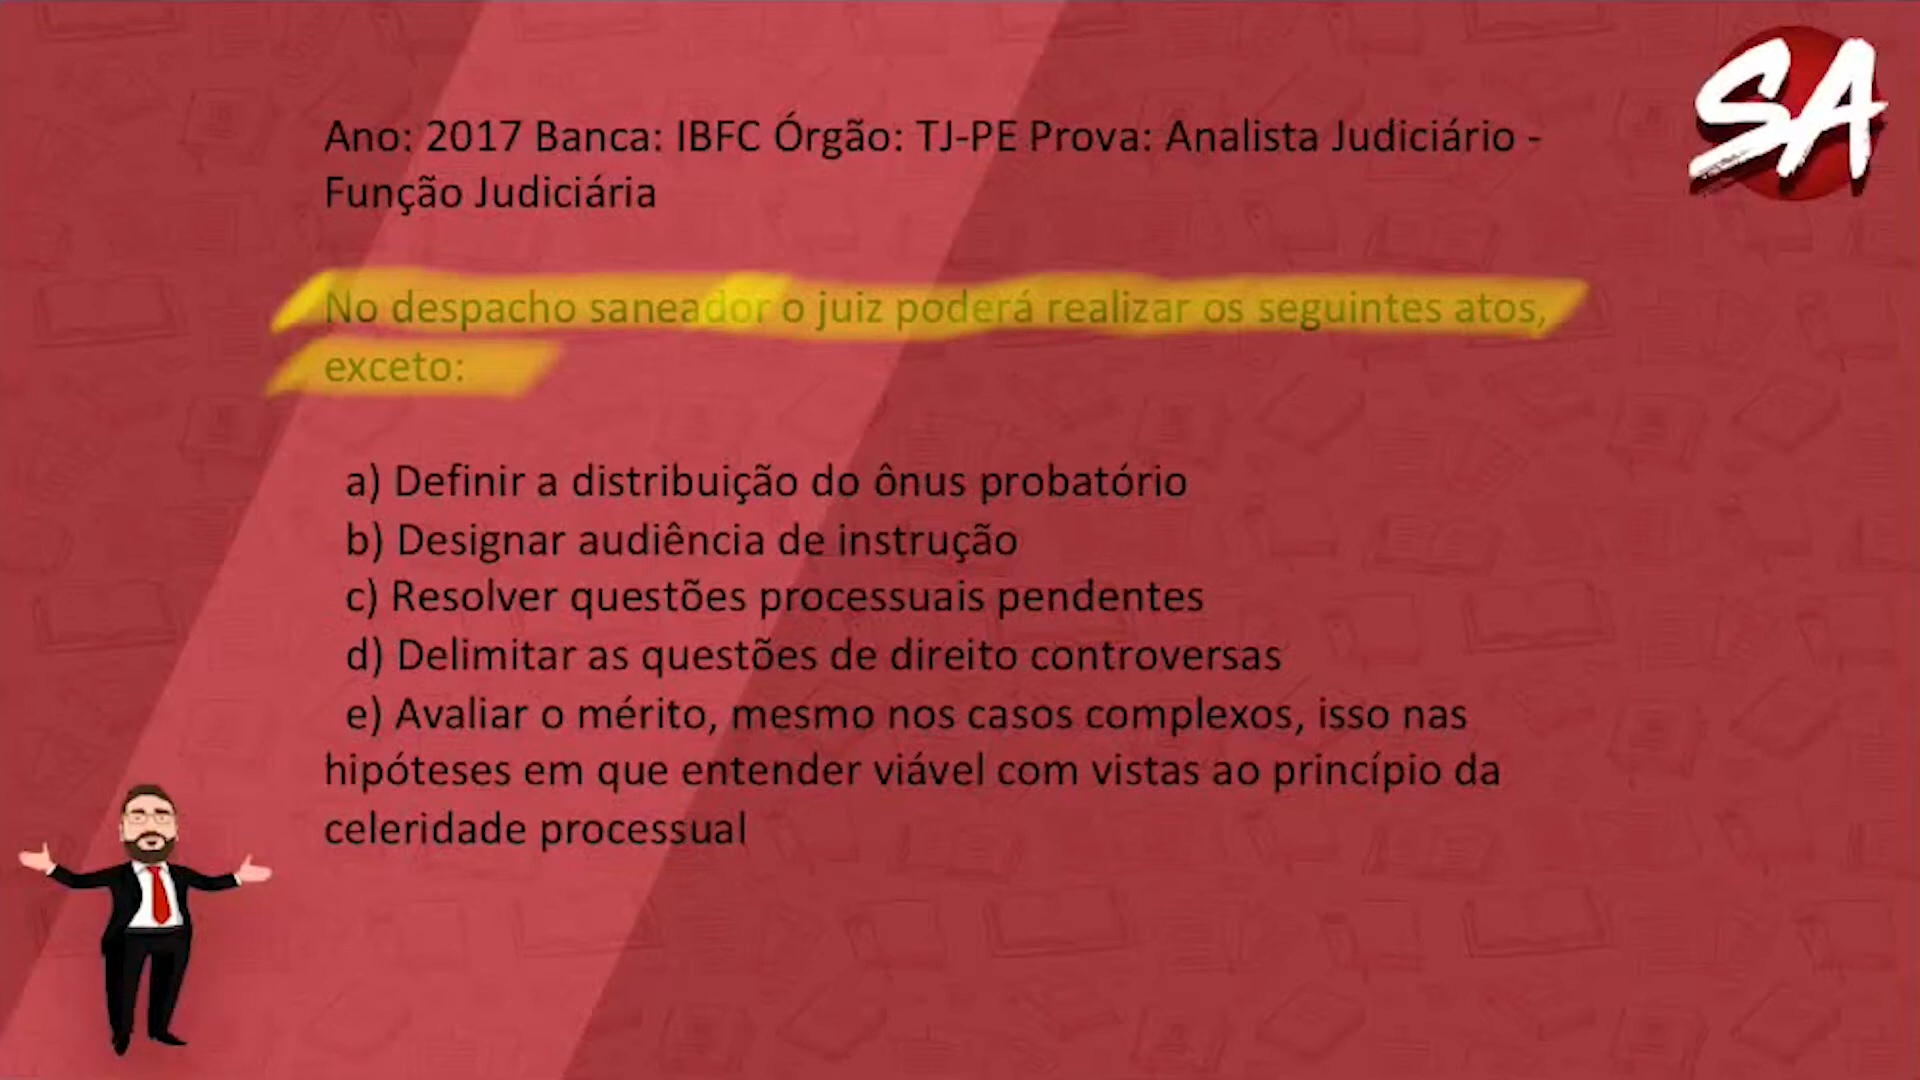 SA
Ano: 2017 Banca: IBFC Órgão: TJ-PE Prova: Analista Judiciário -
Função Judiciária
No despacho saneador o juiz poderá realizar os seguintes atos,
exceto:
a) Definir a distribuição do ônus probatório
b) Designar audiência de instrução
c) Resolver questões processuais pendentes
d) Delimitar as questões de direito controversas
e) Avaliar o mérito, mesmo nos casos complexos, isso nas
hipóteses em que entender viável com vistas ao princípio da
celeridade processual